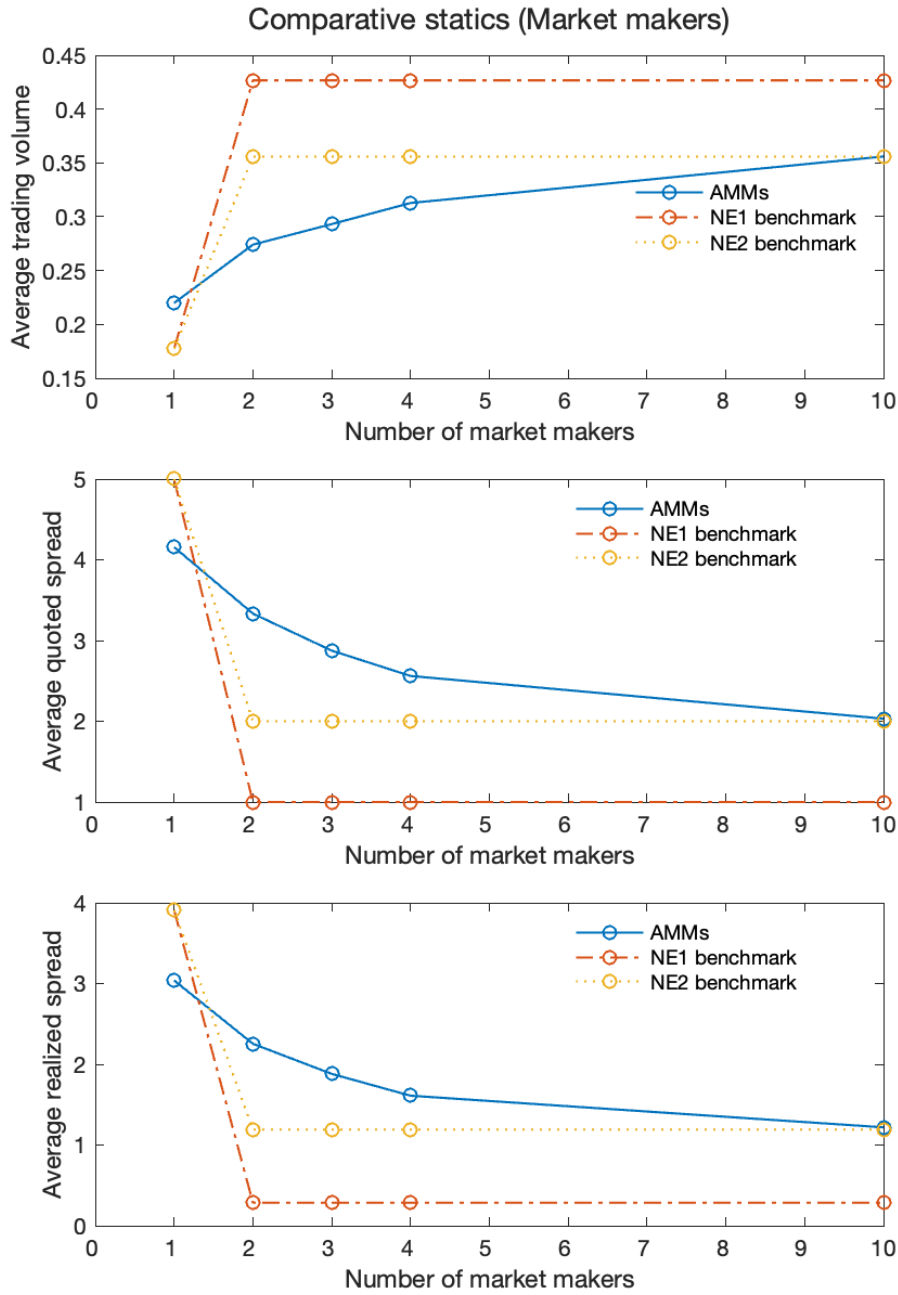 Comparative statics (Market makers)
Average trading volume
0.45
0.4
0.35
0.3
0.25
0.2
0.15
AMMs
NE1 benchmark
NE2 benchmark
0 1 2 3 4 5 6 7 8 9 10
Number of market makers
Average quoted spread
5
4
3
2
1
AMMs
NE1 benchmark
NE2 benchmark
0 1 2 3 4 5 6 7 8 9 10
Number of market makers
Average realized spread
4
3
2
1
0
AMMs
NE1 benchmark
NE2 benchmark
0 1 2 3 4 5 6 7 8 9 10
Number of market makers